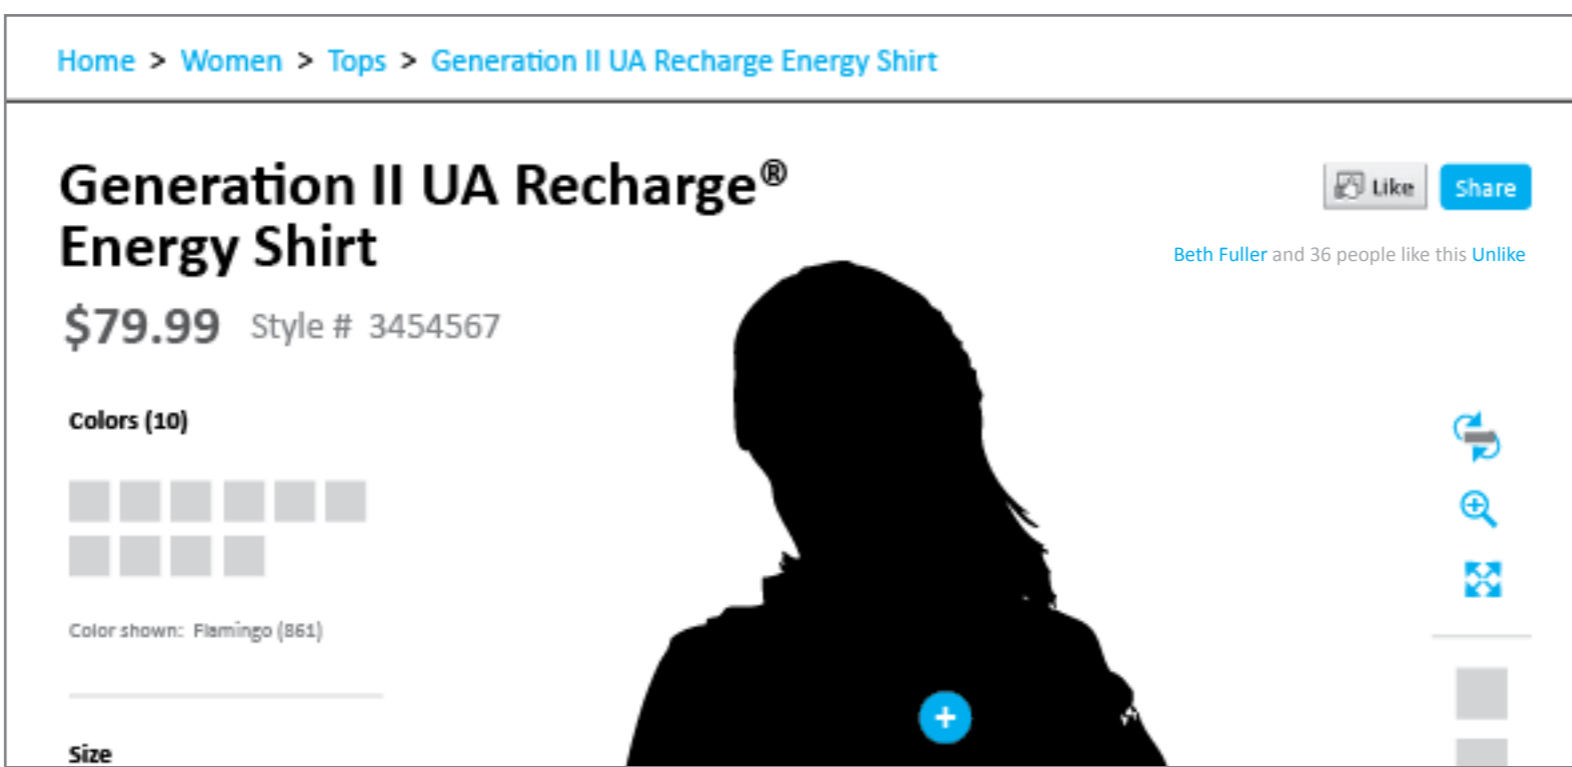 Home > Women > Tops > Generation II UA Recharge Energy Shirt
Generation II UA Recharge®
Energy Shirt
Like
Share
Beth Fuller and 36 people like this Unlike
$79.99 Style # 3454567
Colors (10)
Color shown: Flamingo (861)
Size